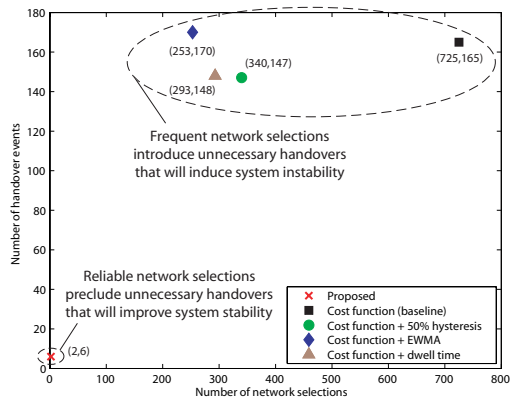 180
160
140
120
100
80
60
40
20
0
Number of handover events
(253,170)
(725,165)
(340,147)
(293,148)
Frequent network selections
introduce unnecessary handovers
that will induce system instability
Reliable network selections
preclude unnecessary handovers
that will improve system stability
(2,6)
Proposed
Cost function (baseline)
Cost function + 50% hysteresis
Cost function + EWMA
Cost function + dwell time
0 100 200 300 400 500 600 700 800
Number of network selections